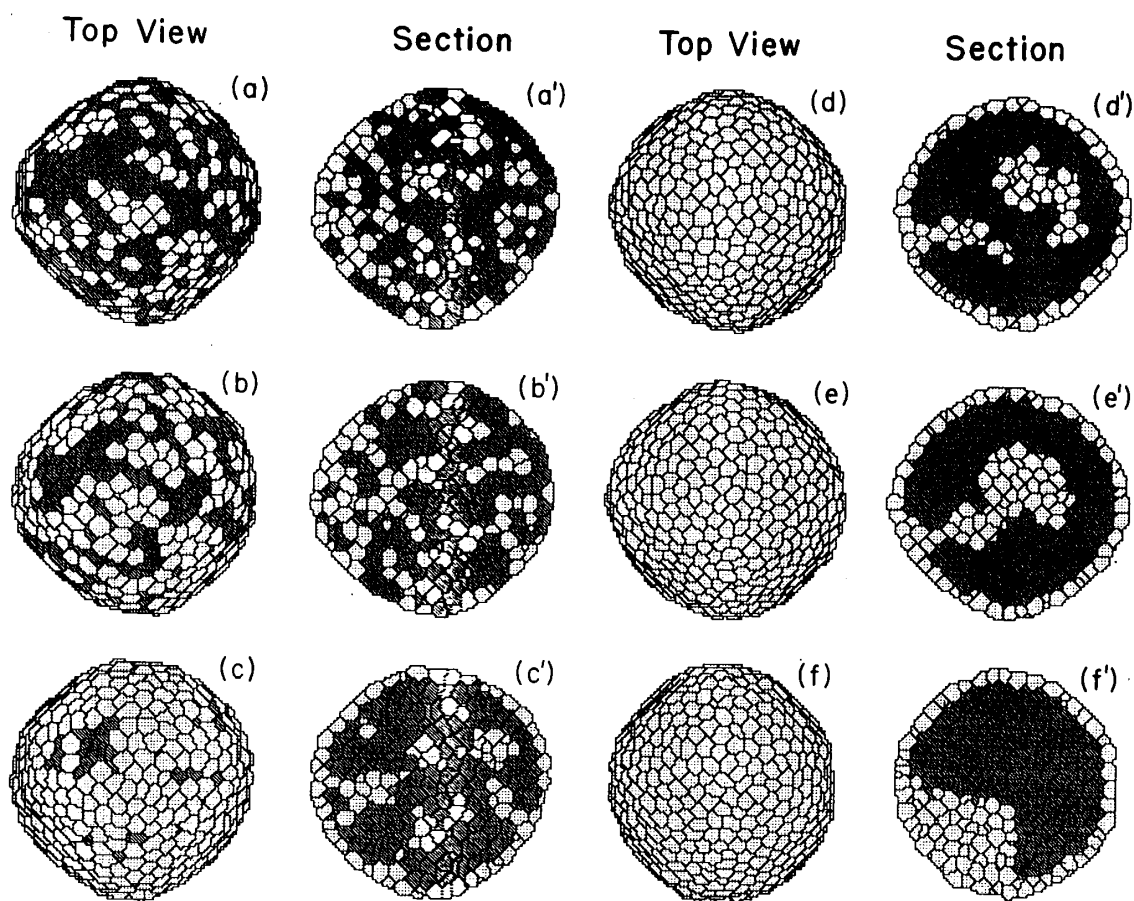 Top View Section Top View Section
(a) (a') (d) (d')
(b) (b') (e) (e')
(c) (c') (f) (f')